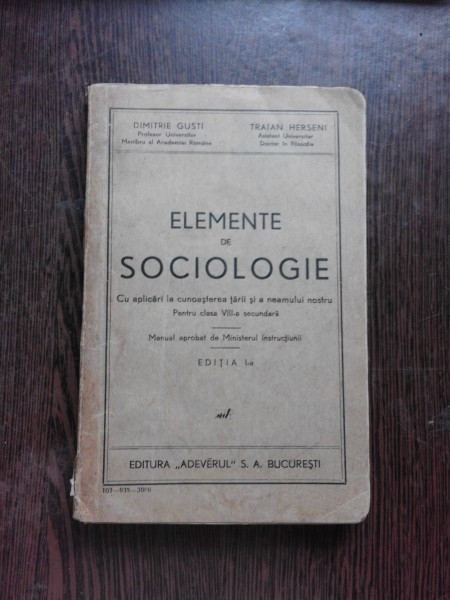 DIMITRIE GUSTI
Profesor Universitar
Membru al Academiei Române
TRAIAN HERSENI
Asistent Universitar
Doctor în Filosofie
ELEMENTE
DE
SOCIOLOGIE
Cu aplicări la cunoașterea țării și a neamului nostru
Pentru clasa VIII-a secundară
Manual aprobat de Ministerul Instrucțiunii
EDIȚIA I-a
EDITURA „ADEVĔRUL" S. A. BUCUREȘTI